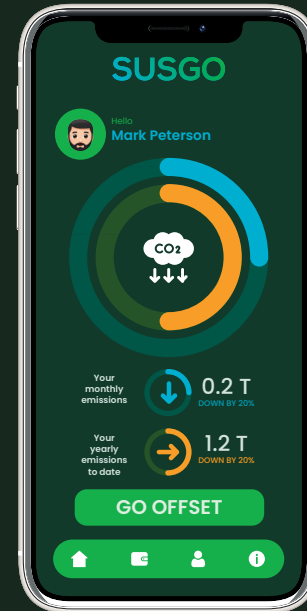 SUSGO
Hello
Mark Peterson
CO2
Your
monthly
emissions
0.2 T
DOWN BY 20%
Your
yearly
emissions
to date
1.2 T
DOWN BY 20%
GO OFFSET